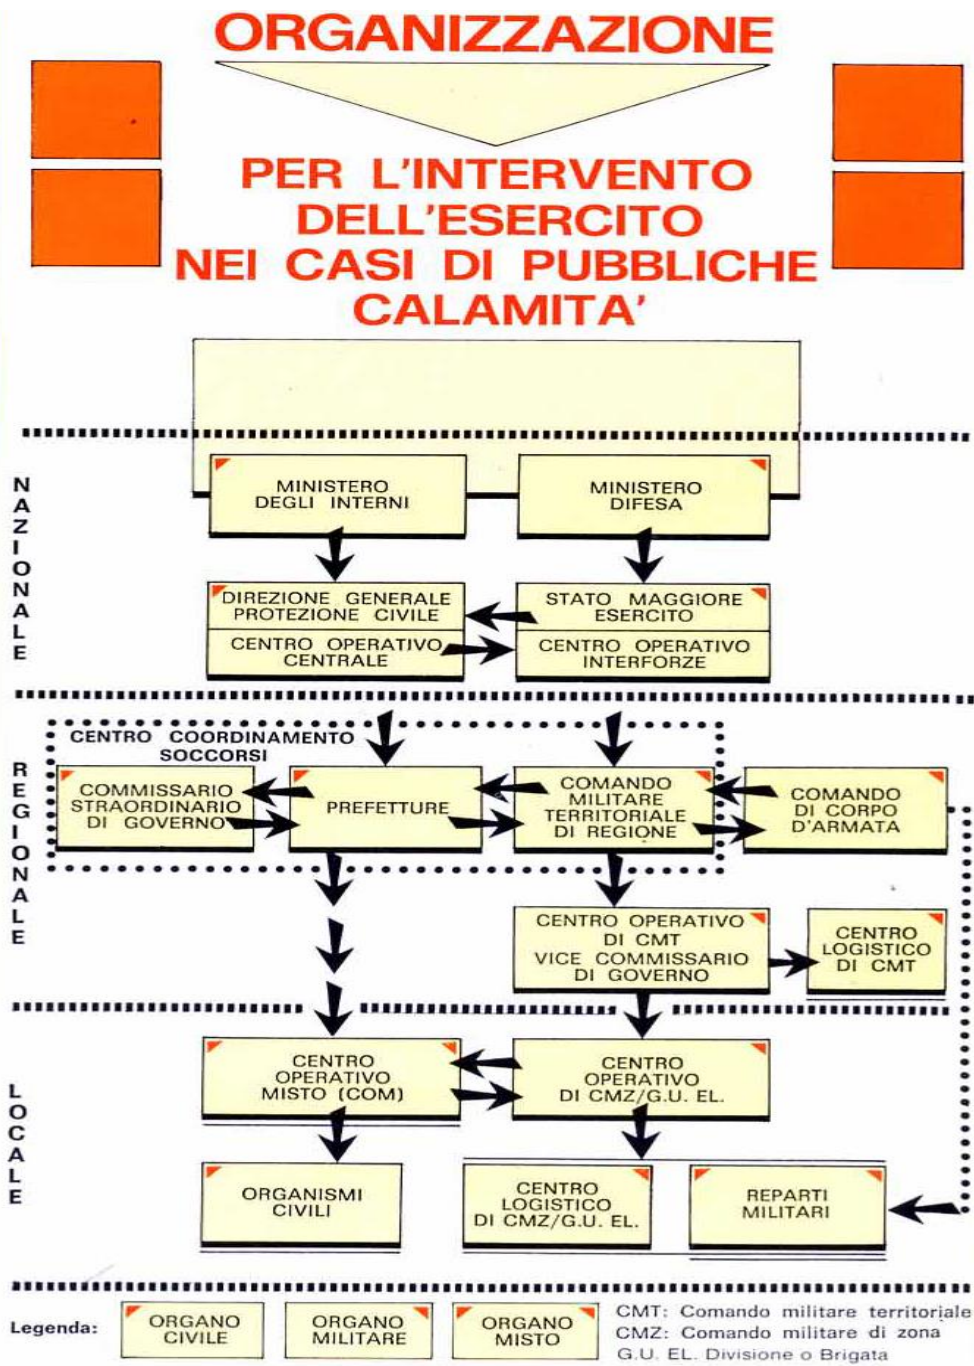 ORGANIZZAZIONE
PER L'INTERVENTO
DELL'ESERCITO
NEI CASI DI PUBBLICHE
CALAMITA'
NAZIONALE
MINISTERO
DEGLI INTERNI
MINISTERO
DIFESA
DIREZIONE GENERALE
PROTEZIONE CIVILE
STATO MAGGIORE
ESERCITO
CENTRO OPERATIVO
CENTRALE
CENTRO OPERATIVO
INTERFORZE
REGIONALE
CENTRO COORDINAMENTO
SOCCORSI
COMMISSARIO
STRAORDINARIO
DI GOVERNO
PREFETTURE
COMANDO
MILITARE
TERRITORIALE
DI REGIONE
COMANDO
DI CORPO
D'ARMATA
CENTRO OPERATIVO
DI CMT
VICE COMMISSARIO
DI GOVERNO
CENTRO
LOGISTICO
DI CMT
LOCALE
CENTRO
OPERATIVO
MISTO (COM)
CENTRO
OPERATIVO
DI CMZ/G.U. EL.
ORGANISMI
CIVILI
CENTRO
LOGISTICO
DI CMZ/G.U. EL.
REPARTI
MILITARI
Legenda:
ORGANO
CIVILE
ORGANO
MILITARE
ORGANO
MISTO
CMT: Comando militare territoriale
CMZ: Comando militare di zona
G.U. EL. Divisione o Brigata